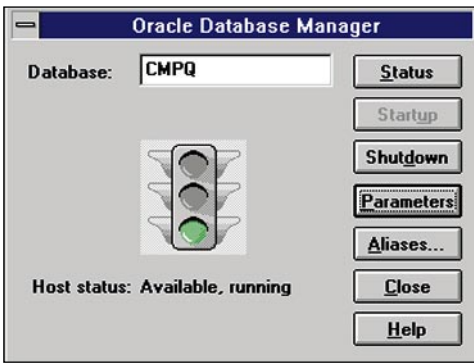 Oracle Database Manager
Database: CMPQ
Status
Startup
Shutdown
Parameters
Aliases...
Host status: Available, running
Close
Help